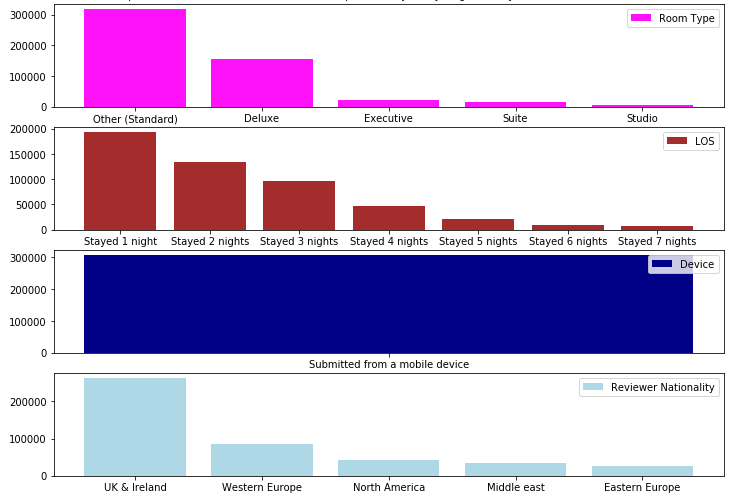 300000
200000
100000
0
Room Type
Other (Standard) Deluxe Executive Suite Studio
200000
150000
100000
50000
0
LOS
Stayed 1 night Stayed 2 nights Stayed 3 nights Stayed 4 nights Stayed 5 nights Stayed 6 nights Stayed 7 nights
300000
200000
100000
0
Device
Submitted from a mobile device
200000
100000
0
Reviewer Nationality
UK & Ireland Western Europe North America Middle east Eastern Europe